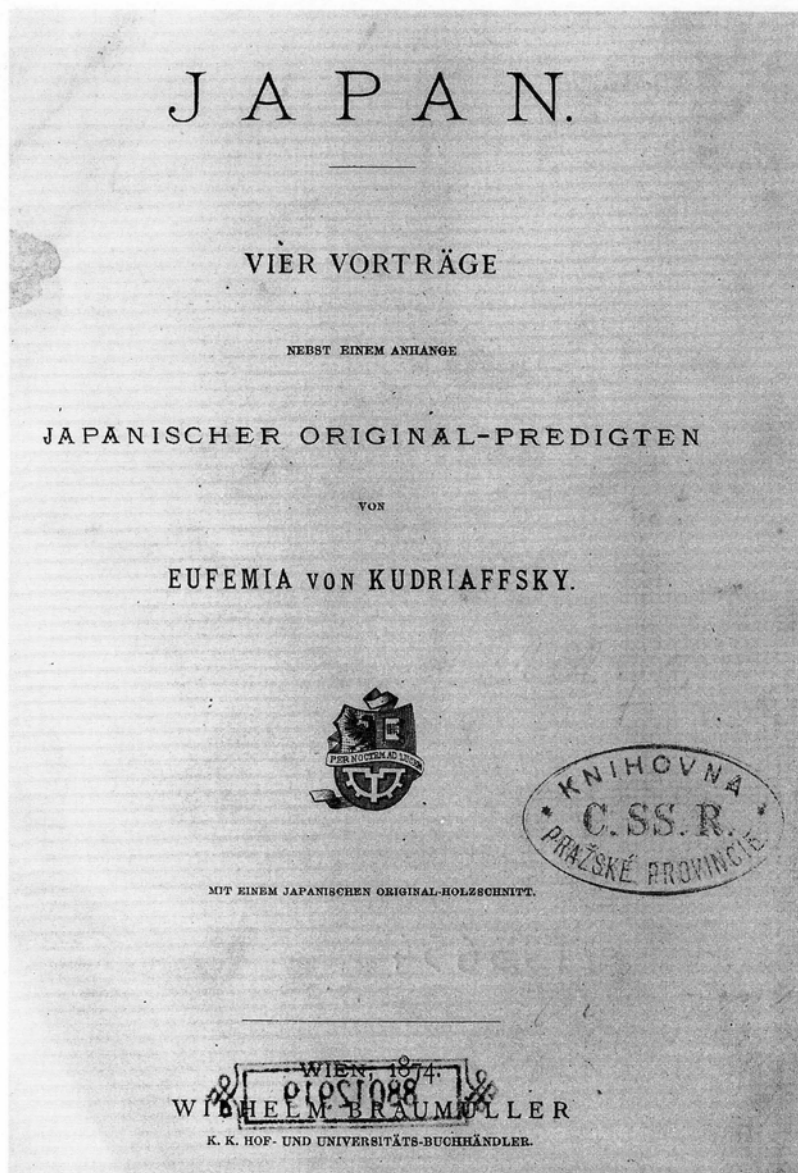 JAPAN.
VIER VORTRÄGE
NEBST EINEM ANHANGE
JAPANISCHER ORIGINAL-PREDIGTEN
VON
EUFEMIA VON KUDRIAFFSKY.
PER NOCTEM AD LUCEM
KNIHOVNA
C. SS. R.
PRAŽSKÉ PROVINCIE
MIT EINEM JAPANISCHEN ORIGINAL-HOLZSCHNITT.
WIEN, 1874.
WILHELM BRAUMÜLLER
K. K. HOF- UND UNIVERSITÄTS-BUCHHÄNDLER.